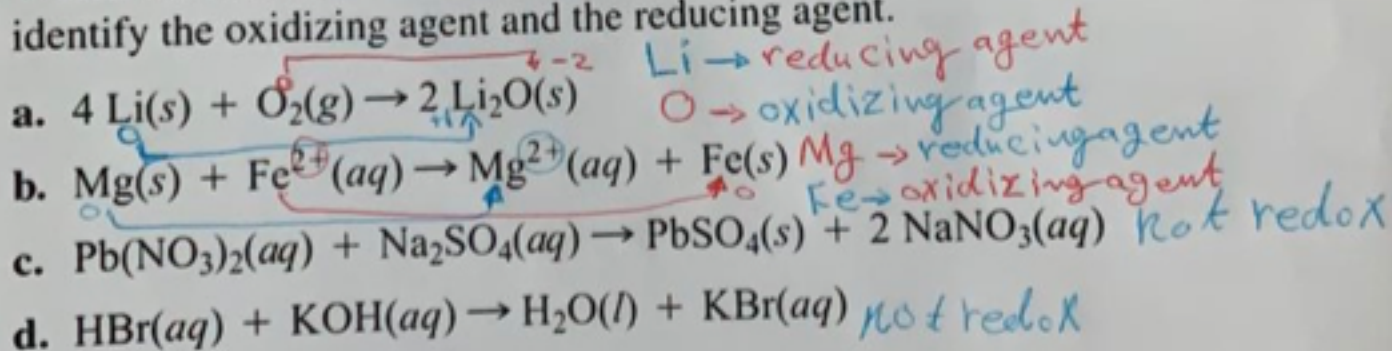 identify the oxidizing agent and the reducing agent.
Li → reducing agent
0 -2
a. 4 Li(s) + O₂(g) → 2 Li₂O(s)
O → oxidizing agent
0 +1
b. Mg(s) + Fe²⁺(aq) → Mg²⁺(aq) + Fe(s) Mg → reducing agent
0 0 Fe → oxidizing agent
c. Pb(NO₃)₂(aq) + Na₂SO₄(aq) → PbSO₄(s) + 2 NaNO₃(aq) not redox
d. HBr(aq) + KOH(aq) → H₂O(l) + KBr(aq) not redox